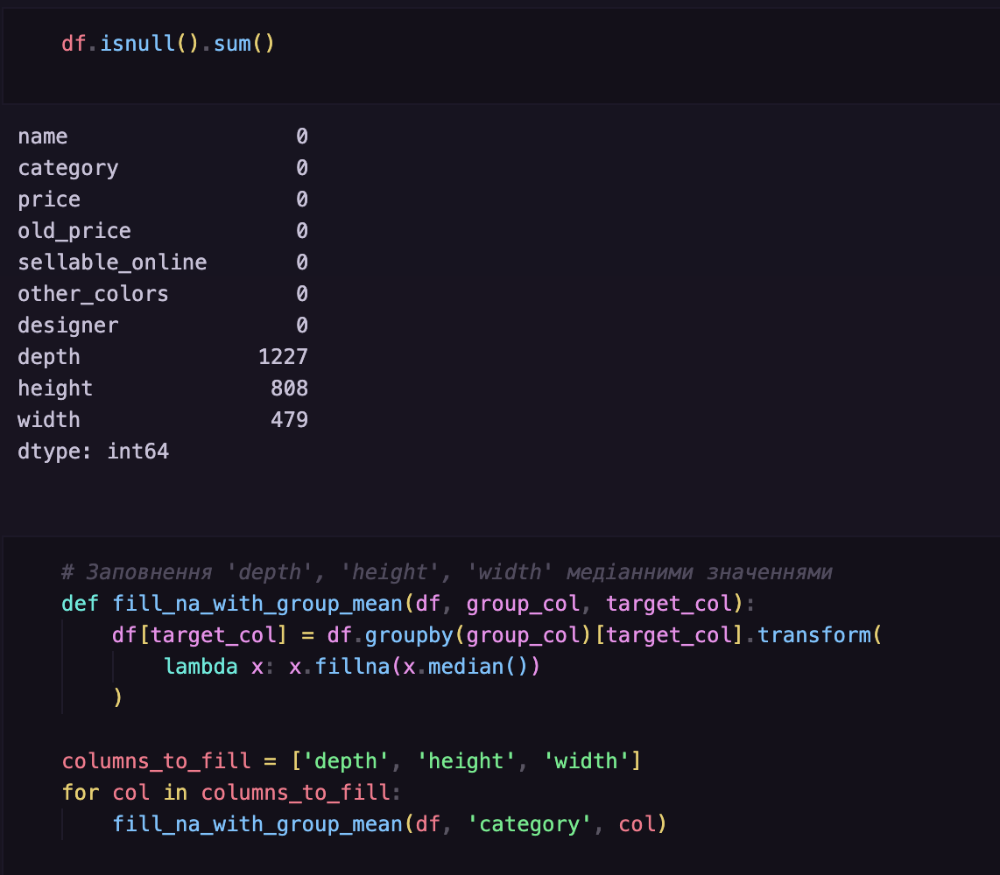 df.isnull().sum()
name 0
category 0
price 0
old_price 0
sellable_online 0
other_colors 0
designer 0
depth 1227
height 808
width 479
dtype: int64
# Заповнення 'depth', 'height', 'width' медіанними значеннями
def fill_na_with_group_mean(df, group_col, target_col):
    df[target_col] = df.groupby(group_col)[target_col].transform(
        lambda x: x.fillna(x.median())
    )
columns_to_fill = ['depth', 'height', 'width']
for col in columns_to_fill:
    fill_na_with_group_mean(df, 'category', col)